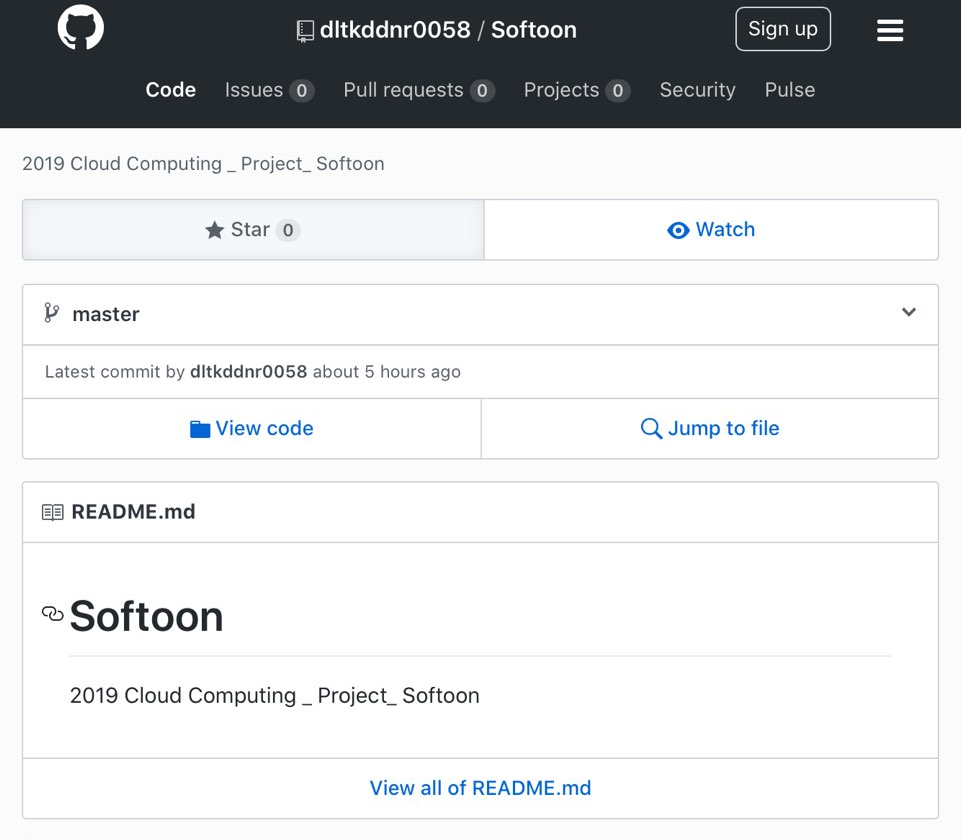 dltkddnr0058 / Softoon
Sign up
Code Issues 0 Pull requests 0 Projects 0 Security Pulse
2019 Cloud Computing _ Project_ Softoon
Star 0 Watch
master
Latest commit by dltkddnr0058 about 5 hours ago
View code Jump to file
README.md
Softoon
2019 Cloud Computing _ Project_ Softoon
View all of README.md